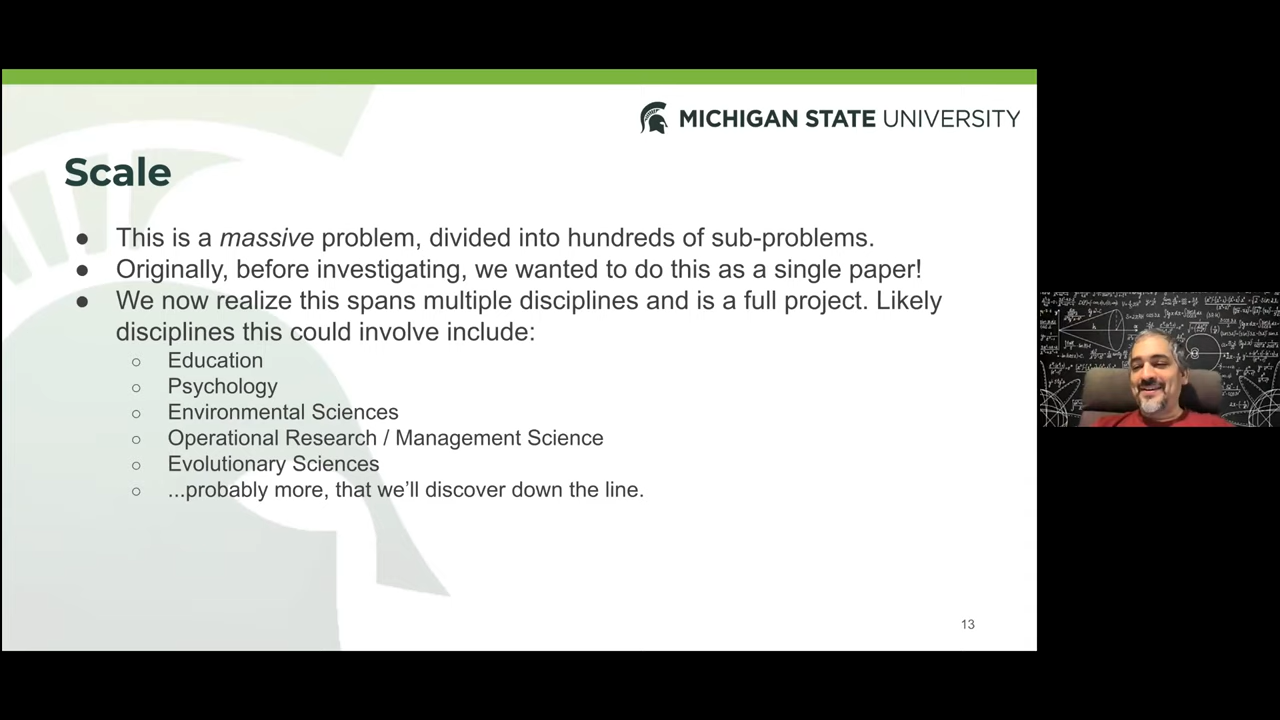 MICHIGAN STATE UNIVERSITY
Scale
● This is a massive problem, divided into hundreds of sub-problems.
● Originally, before investigating, we wanted to do this as a single paper!
● We now realize this spans multiple disciplines and is a full project. Likely
disciplines this could involve include:
○ Education
○ Psychology
○ Environmental Sciences
○ Operational Research / Management Science
○ Evolutionary Sciences
○ ...probably more, that we'll discover down the line.
13